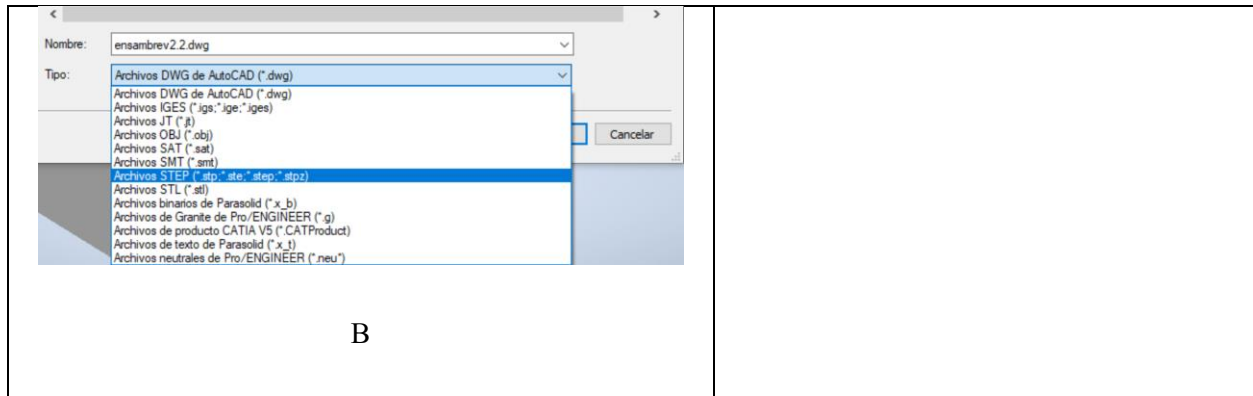 Nombre: ensambrev2.2.dwg
Tipo: Archivos DWG de AutoCAD (*.dwg)
Archivos DWG de AutoCAD (*.dwg)
Archivos IGES (*.igs;*.ige;*.iges)
Archivos JT (*.jt)
Archivos OBJ (*.obj)
Archivos SAT (*.sat)
Archivos SMT (*.smt)
Archivos STEP (*.stp;*.ste;*.step;*.stpz)
Archivos STL (*.stl)
Archivos binarios de Parasolid (*.x_b)
Archivos de Granite de Pro/ENGINEER (*.g)
Archivos de producto CATIA V5 (*.CATProduct)
Archivos de texto de Parasolid (*.x_t)
Archivos neutrales de Pro/ENGINEER (*.neu*)
Cancelar
B